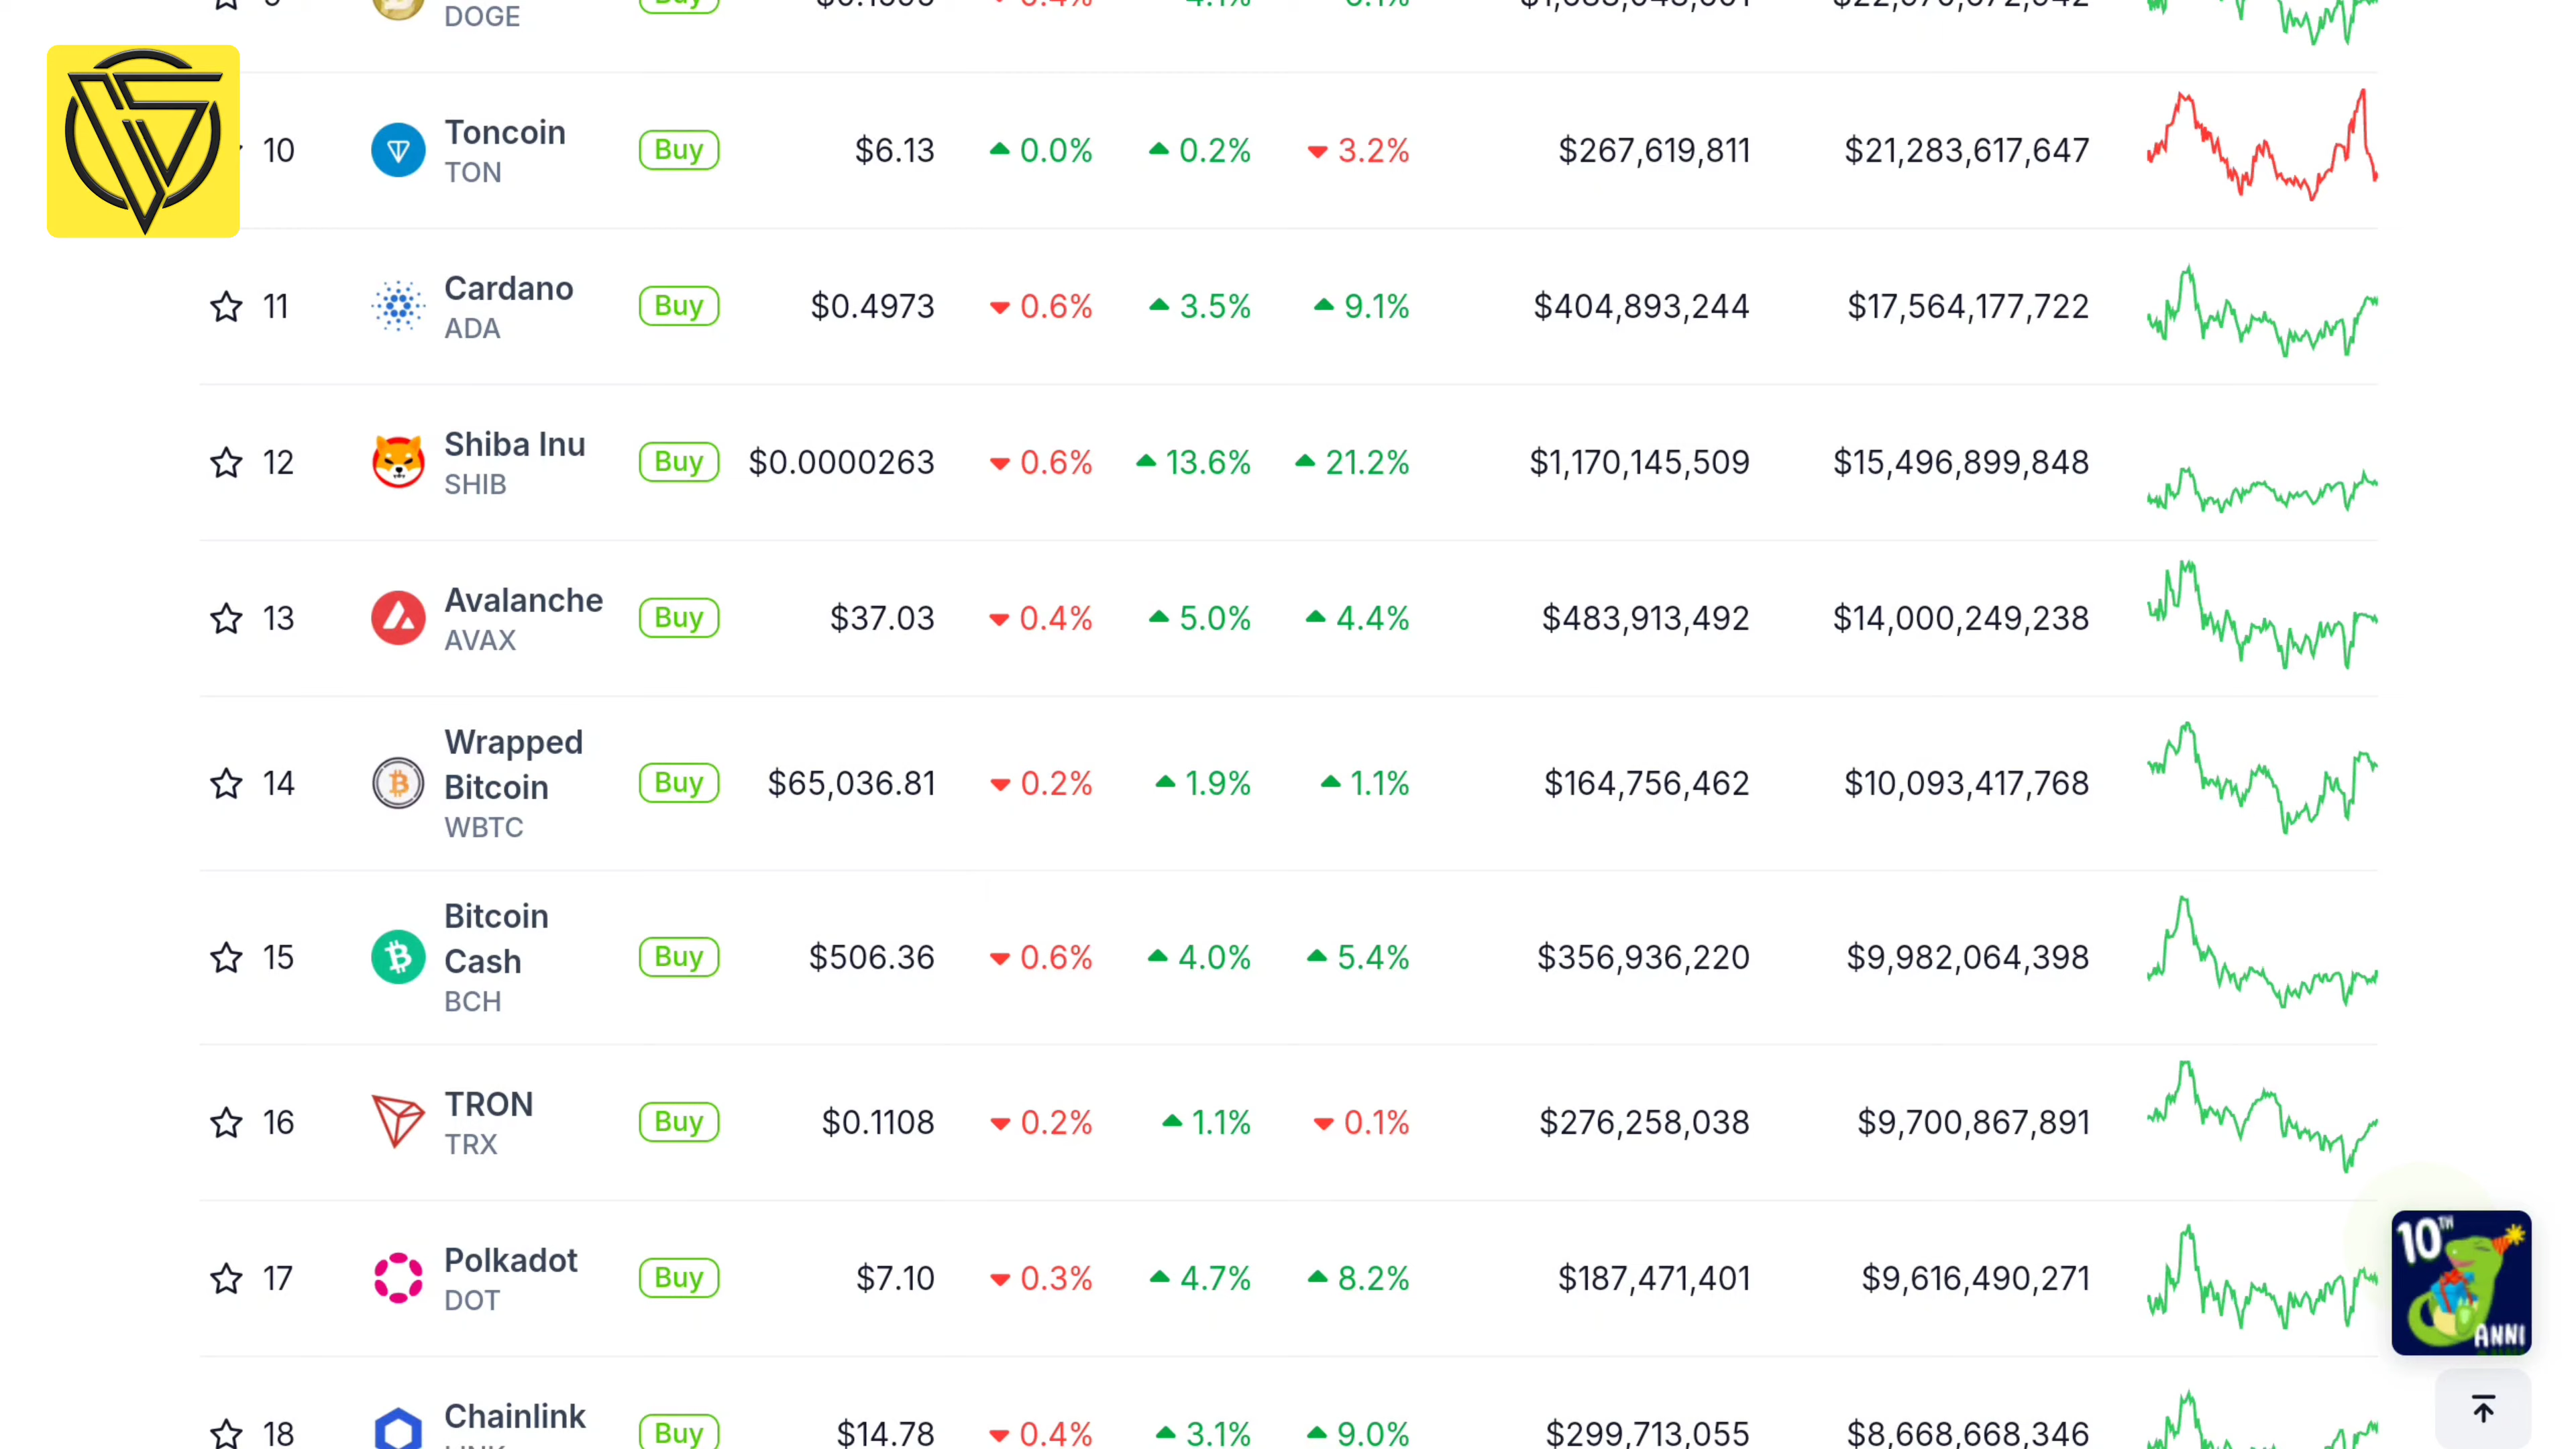 DOGE
10 Toncoin TON Buy $6.13 0.0% 0.2% 3.2% $267,619,811 $21,283,617,647
11 Cardano ADA Buy $0.4973 0.6% 3.5% 9.1% $404,893,244 $17,564,177,722
12 Shiba Inu SHIB Buy $0.0000263 0.6% 13.6% 21.2% $1,170,145,509 $15,496,899,848
13 Avalanche AVAX Buy $37.03 0.4% 5.0% 4.4% $483,913,492 $14,000,249,238
14 Wrapped Bitcoin WBTC Buy $65,036.81 0.2% 1.9% 1.1% $164,756,462 $10,093,417,768
15 Bitcoin Cash BCH Buy $506.36 0.6% 4.0% 5.4% $356,936,220 $9,982,064,398
16 TRON TRX Buy $0.1108 0.2% 1.1% 0.1% $276,258,038 $9,700,867,891
17 Polkadot DOT Buy $7.10 0.3% 4.7% 8.2% $187,471,401 $9,616,490,271
10TH
ANNI
18 Chainlink Buy $14.78 0.4% 3.1% 9.0% $299,713,055 $8,668,668,346